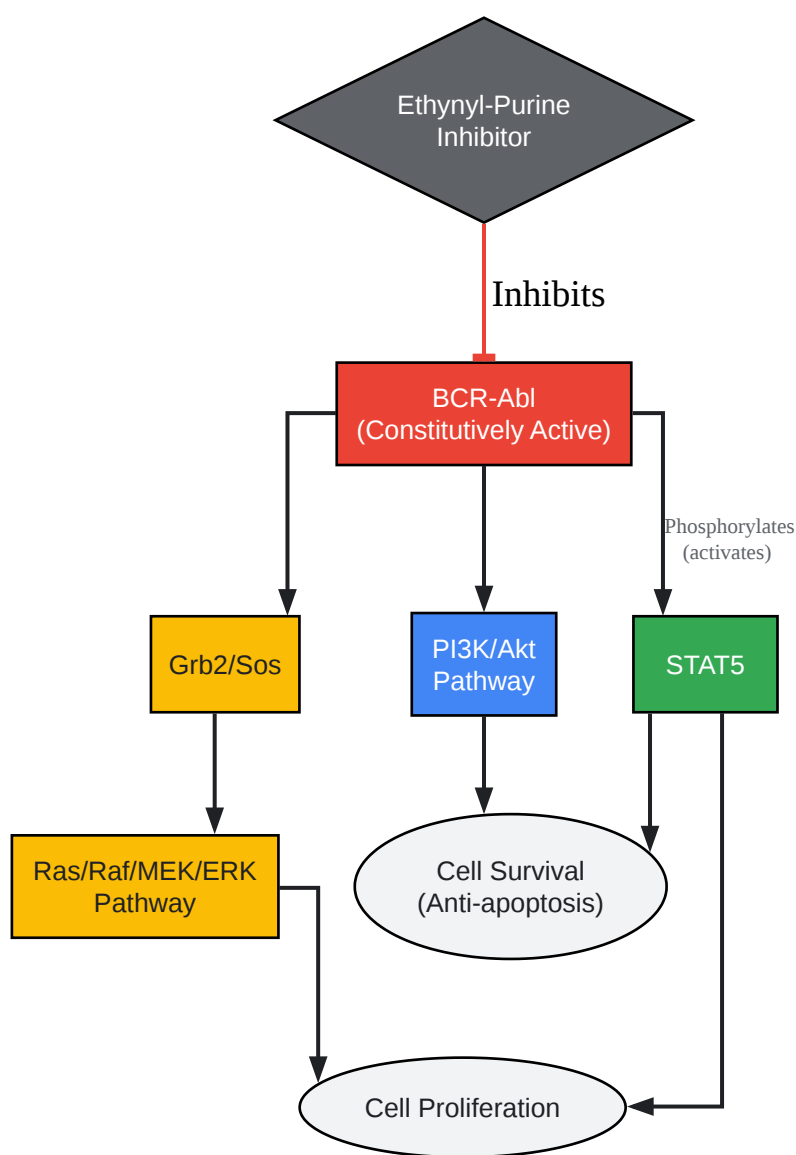 Ethynyl-Purine
Inhibitor
Inhibits
BCR-Abl
(Constitutively Active)
Phosphorylates
(activates)
Grb2/Sos
PI3K/Akt
Pathway
STAT5
Ras/Raf/MEK/ERK
Pathway
Cell Survival
(Anti-apoptosis)
Cell Proliferation